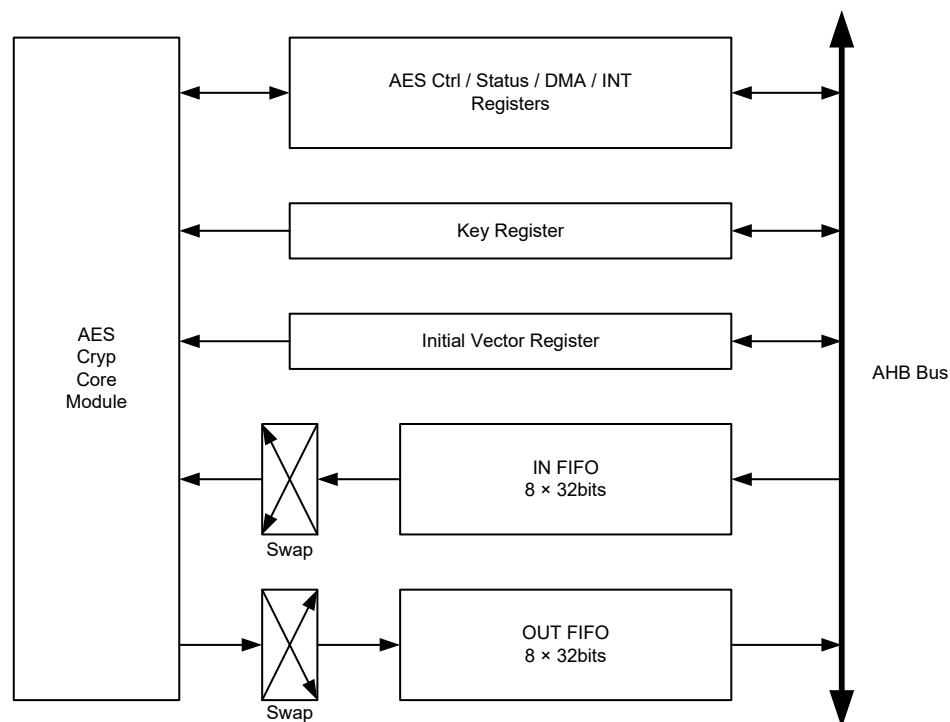 AES Ctrl / Status / DMA / INT
Registers
Key Register
Initial Vector Register
AES
Cryp
Core
Module
AHB Bus
IN FIFO
8 × 32bits
Swap
OUT FIFO
8 × 32bits
Swap